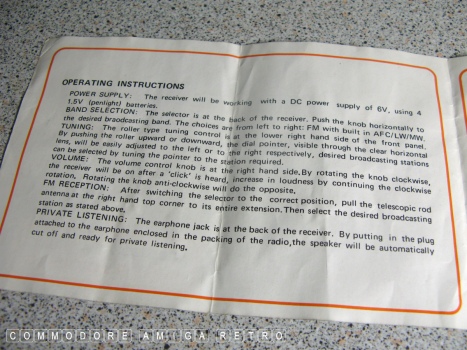 OPERATING INSTRUCTIONS
POWER SUPPLY: The receiver will be working with a DC power supply of 6V, using 4
1.5V (penlight) batteries.
BAND SELECTION: The selector is at the back of the receiver. Push the knob horizontally to
the desired broadcasting band. The choices are from left to right: FM with built in AFC/LW/MW.
TUNING: The roller type tuning control is at the lower right hand side of the front panel.
By pushing the roller upward or downward, the dial pointer, visible through the clear horizontal
lens, will be easily adjusted to the left or to the right respectively, desired broadcasting stations
can be selected by tuning the pointer to the station required.
VOLUME: The volume control knob is at the right hand side. By rotating the knob clockwise,
the receiver will be on after a 'click' is heard, increase in loudness by continuing the clockwise
rotation. Rotating the knob anti-clockwise will do the opposite.
FM RECEPTION: After switching the selector to the correct position, pull the telescopic rod
antenna at the right hand top corner to its entire extension. Then select the desired broadcasting
station as stated above.
PRIVATE LISTENING: The earphone jack is at the back of the receiver. By putting in the plug
attached to the earphone enclosed in the packing of the radio, the speaker will be automatically
cut off and ready for private listening.
COMMODORE AMIGA RETRO